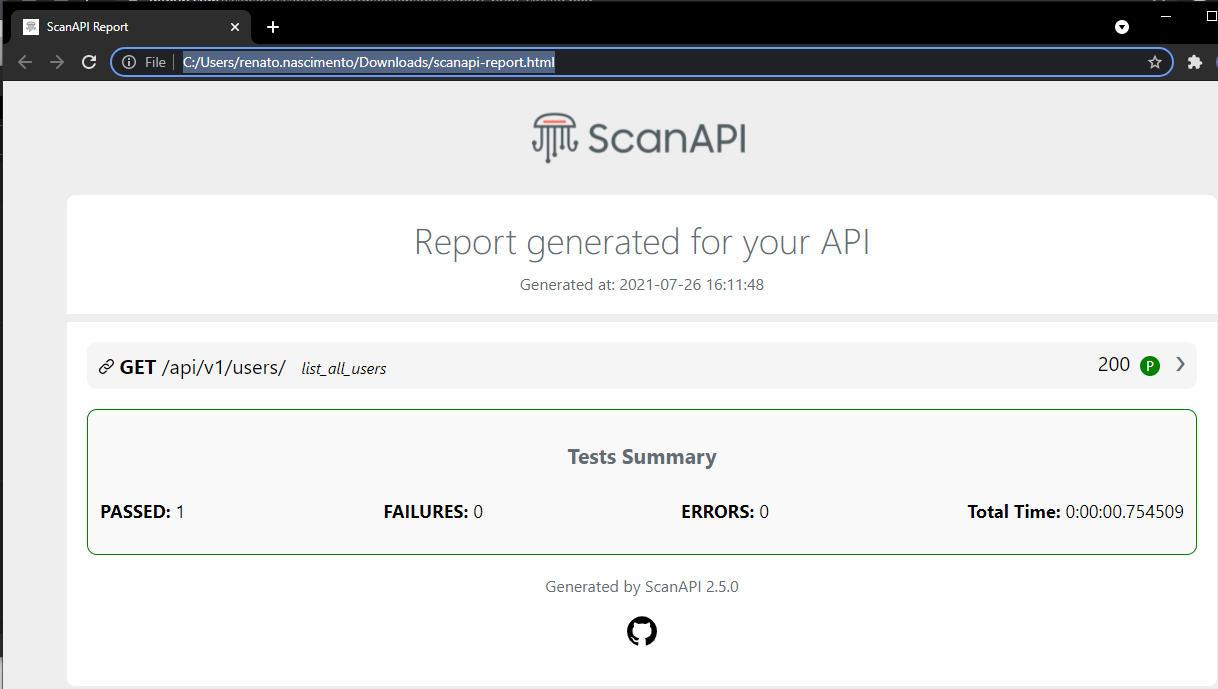 ScanAPI Report
File C:/Users/renato.nascimento/Downloads/scanapi-report.html
ScanAPI
Report generated for your API
Generated at: 2021-07-26 16:11:48
GET /api/v1/users/ list_all_users 200 P
Tests Summary
PASSED: 1 FAILURES: 0 ERRORS: 0 Total Time: 0:00:00.754509
Generated by ScanAPI 2.5.0